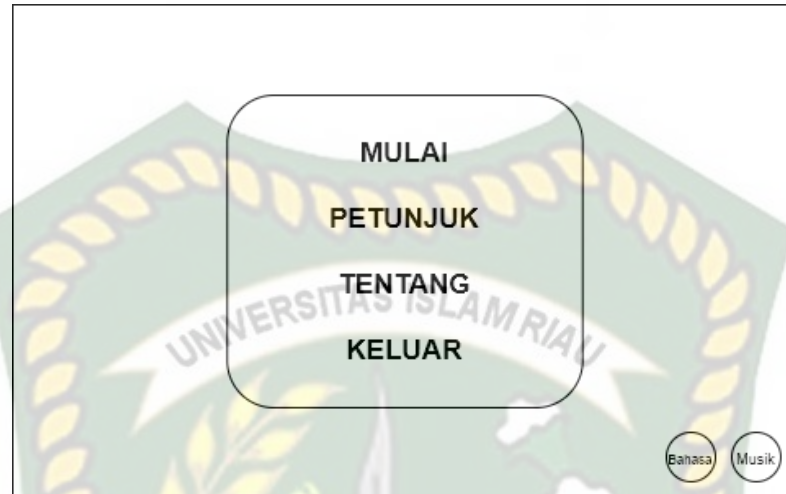 MULAI
PETUNJUK
TENTANG
UNIVERSITAS ISLAM RIAU
KELUAR
Bahasa
Musik